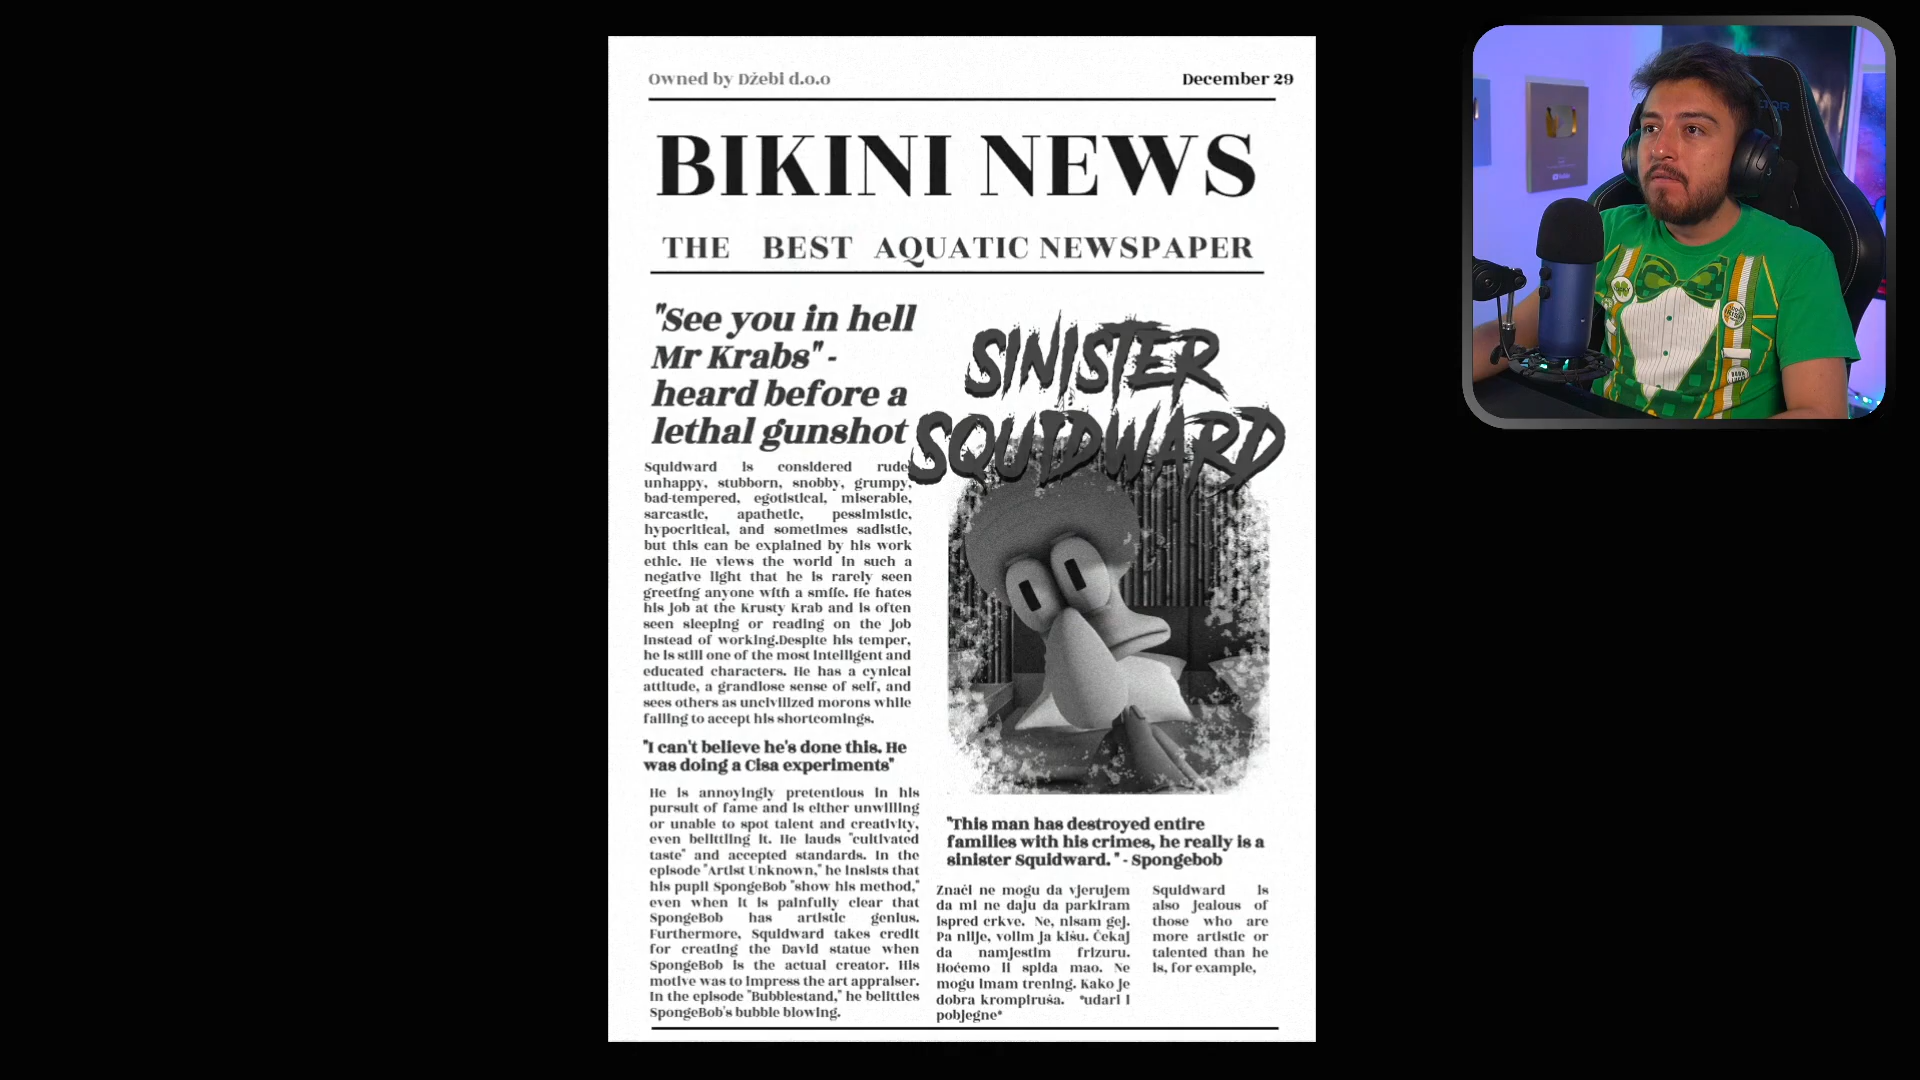 Owned by Džebi d.o.o
December 29
BIKINI NEWS
THE BEST AQUATIC NEWSPAPER
"See you in hell
Mr Krabs" -
heard before a
lethal gunshot
SINISTER
SQUIDWARD
Squidward is considered rude,
unhappy, stubborn, snobby, grumpy,
bad-tempered, egotistical, miserable,
sarcastic, apathetic, pessimistic,
hypocritical, and sometimes sadistic,
but this can be explained by his work
ethic. He views the world in such a
negative light that he is rarely seen
greeting anyone with a smile. He hates
his job at the Krusty Krab and is often
seen sleeping or reading on the job
instead of working.Despite his temper,
he is still one of the most intelligent and
educated characters. He has a cynical
attitude, a grandiose sense of self, and
sees others as uncivilized morons while
failing to accept his shortcomings.
"I can't believe he's done this. He
was doing a Cisa experiments"
He is annoyingly pretentious in his
pursuit of fame and is either unwilling
or unable to spot talent and creativity,
even belittling it. He lauds "cultivated
taste" and accepted standards. In the
episode "Artist Unknown," he insists that
his pupil SpongeBob "show his method,"
even when it is painfully clear that
SpongeBob has artistic genius.
Furthermore, Squidward takes credit
for creating the David statue when
SpongeBob is the actual creator. His
motive was to impress the art appraiser.
In the episode "Bubblestand," he belittles
SpongeBob's bubble blowing.
"This man has destroyed entire
families with his crimes, he really is a
sinister Squidward. " - Spongebob
Znači ne mogu da vjerujem
da mi ne daju da parkiram
ispred crkve. Ne, nisam gej.
Pa nije, volim ja kišu. Čekaj
da namjestim frizuru.
Hoćemo li spida mao. Ne
mogu imam trening. Kako je
dobra krompiruša. *udari i
pobjegne*
Squidward is
also jealous of
those who are
more artistic or
talented than he
is, for example,